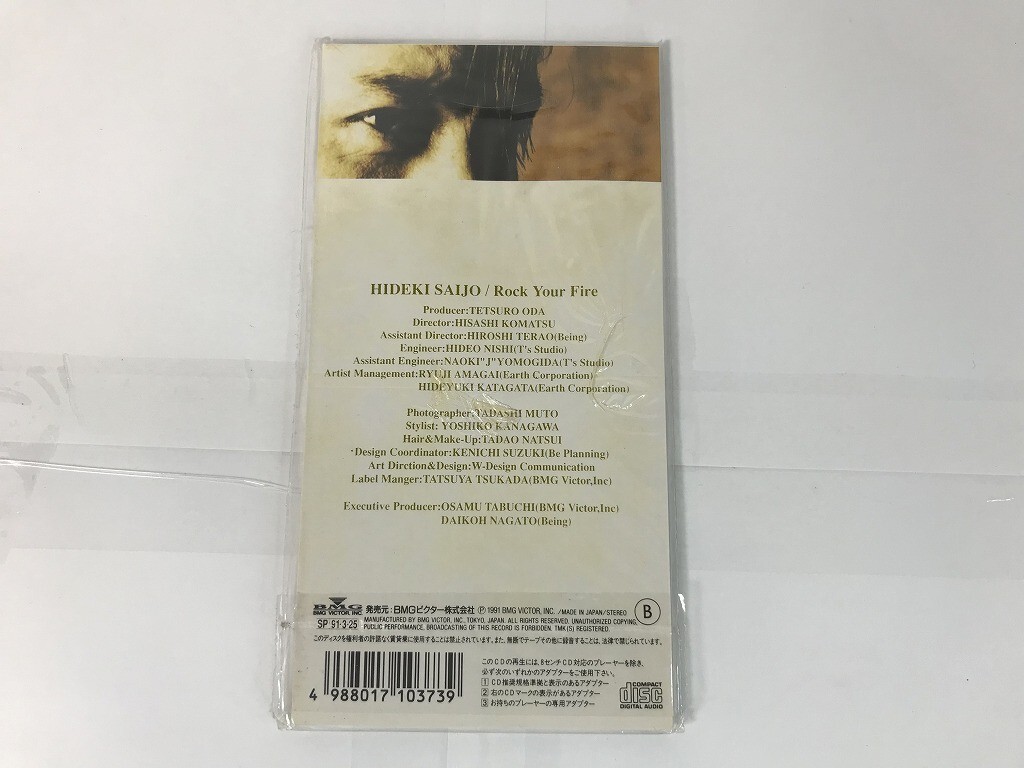 HIDEKI SAIJO / Rock Your Fire
Producer:TETSURO ODA
Director:HISASHI KOMATSU
Assistant Director:HIROSHI TERAO(Being)
Engineer:HIDEO NISHI(T's Studio)
Assistant Engineer:NAOKI"J"YOMOGIDA(T's Studio)
Artist Management:RYUJI AMAGAI(Earth Corporation)
HIDEYUKI KATAGATA(Earth Corporation)
Photographer:TADASHI MUTO
Stylist: YOSHIKO KANAGAWA
Hair&Make-Up:TADAO NATSUI
Design Coordinator:KENICHI SUZUKI(Be Planning)
Art Dirction&Design:W-Design Communication
Label Manger:TATSUYA TSUKADA(BMG Victor,Inc)
Executive Producer:OSAMU TABUCHI(BMG Victor,Inc)
DAIKOH NAGATO(Being)
BMG
BMG VICTOR, INC.
発売元:BMGビクター株式会社 Ⓟ 1991 BMG VICTOR, INC. /MADE IN JAPAN/STEREO
B
SP 91·3·25
MANUFACTURED BY BMG VICTOR, INC. TOKYO, JAPAN. ALL RIGHTS RESERVED. UNAUTHORIZED COPYING,
PUCLIC PERFORMANCE, BROADCASTING OF THIS RECORD IS FORBIDDEN. TMK (S) REGISTERED.
このディスクを権利者の許諾なく賃貸業に使用することは禁止されています。また、無断でテープその他に録音することは、法律で禁じられています。
4 988017 103739
このCDの再生には、8センチCD対応のプレーヤーを除き、
必ず次のいずれかのアダプターをご使用下さい。
1 CD推奨規格準拠と表示のあるアダプター
2 右のCDマークの表示があるアダプター
3 お持ちのプレーヤーの専用アダプター
COMPACT
disc
DIGITAL AUDIO